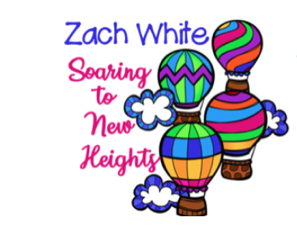 Zach White
Soaring
to
New
Heights